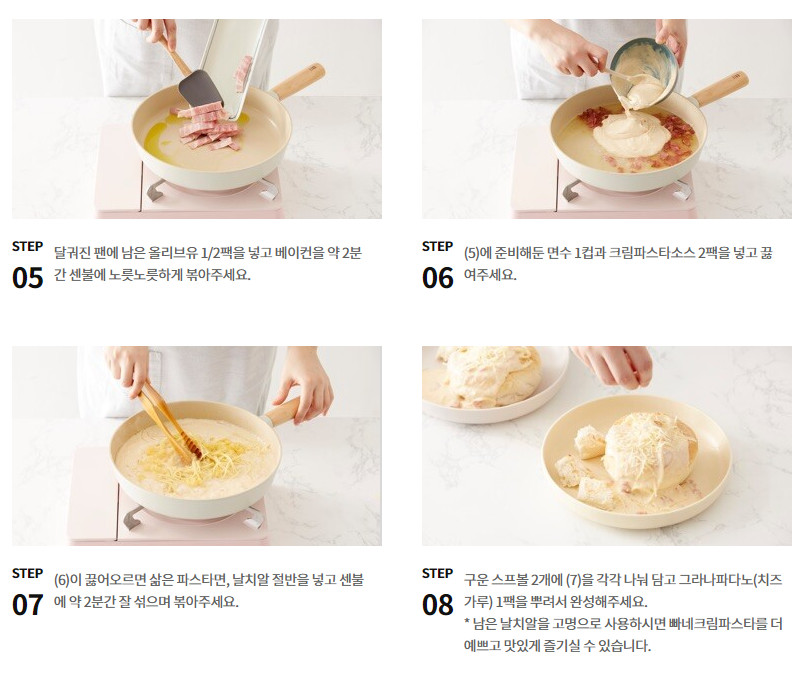 STEP
05
달궈진 팬에 남은 올리브유 1/2팩을 넣고 베이컨을 약 2분
간 센불에 노릇노릇하게 볶아주세요.
STEP
06
(5)에 준비해둔 면수 1컵과 크림파스타소스 2팩을 넣고 끓
여주세요.
STEP
07
(6)이 끓어오르면 삶은 파스타면, 날치알 절반을 넣고 센불
에 약 2분간 잘 섞으며 볶아주세요.
STEP
08
구운 스프볼 2개에 (7)을 각각 나눠 담고 그라나파다노(치즈
가루) 1팩을 뿌려서 완성해주세요.
* 남은 날치알을 고명으로 사용하시면 빠네크림파스타를 더
예쁘고 맛있게 즐기실 수 있습니다.